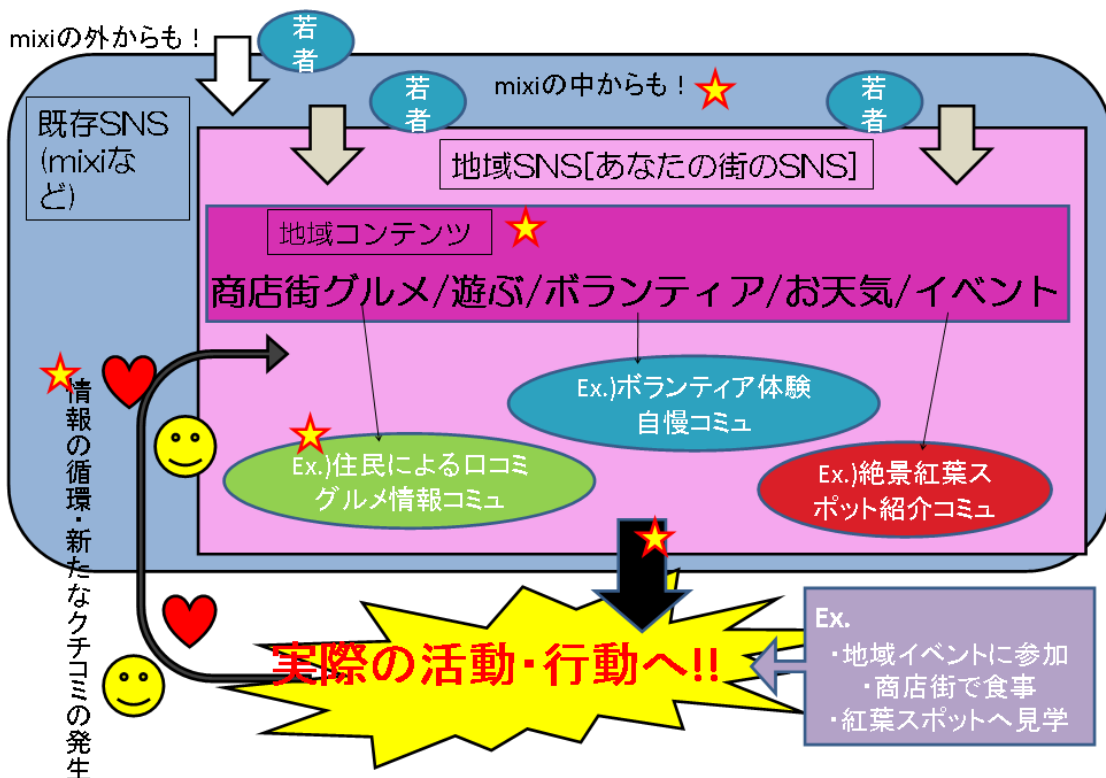 mixiの外からも！
若
者
mixiの中からも！
若
者
若
者
既存SNS
(mixiな
ど)
地域SNS[あなたの街のSNS]
地域コンテンツ
商店街グルメ/遊ぶ/ボランティア/お天気/イベント
Ex.)ボランティア体験
自慢コミュ
Ex.)住民による口コミ
グルメ情報コミュ
Ex.)絶景紅葉ス
ポット紹介コミュ
情報の循環・新たなクチコミの発生
実際の活動・行動へ!!
Ex.
・地域イベントに参加
・商店街で食事
・紅葉スポットへ見学